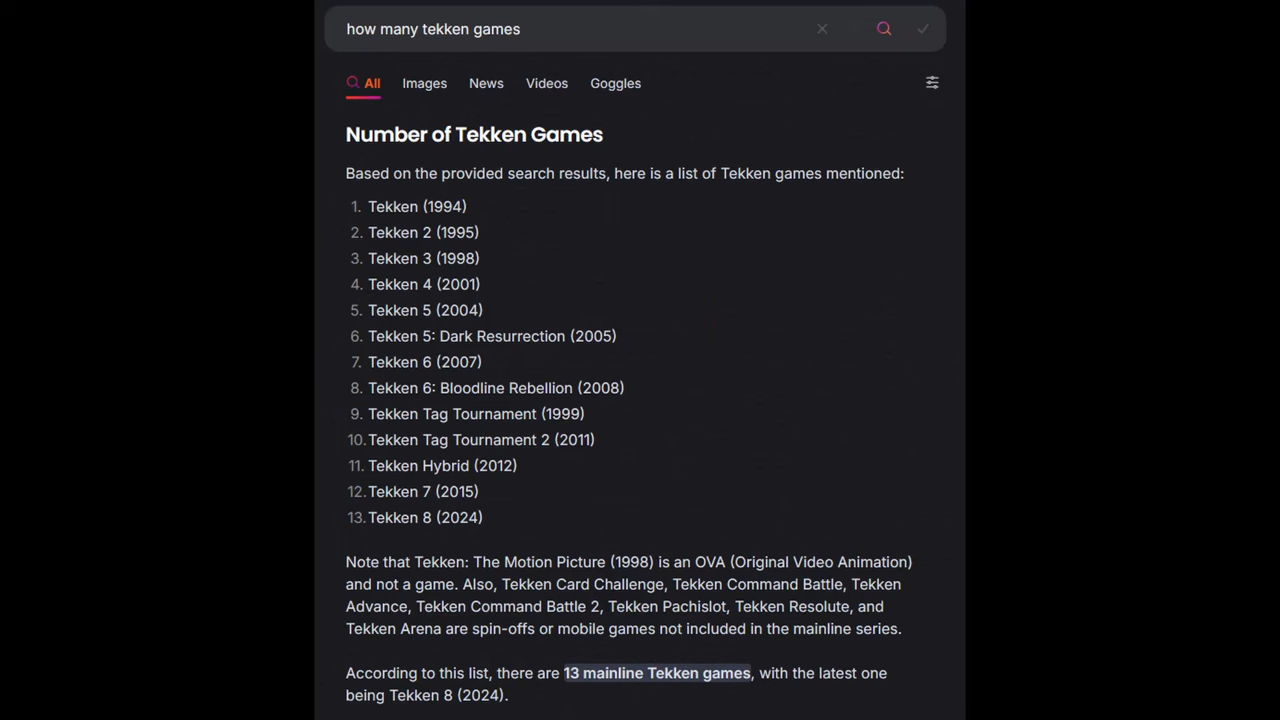 how many tekken games
All Images News Videos Goggles
Number of Tekken Games
Based on the provided search results, here is a list of Tekken games mentioned:
1. Tekken (1994)
2. Tekken 2 (1995)
3. Tekken 3 (1998)
4. Tekken 4 (2001)
5. Tekken 5 (2004)
6. Tekken 5: Dark Resurrection (2005)
7. Tekken 6 (2007)
8. Tekken 6: Bloodline Rebellion (2008)
9. Tekken Tag Tournament (1999)
10. Tekken Tag Tournament 2 (2011)
11. Tekken Hybrid (2012)
12. Tekken 7 (2015)
13. Tekken 8 (2024)
Note that Tekken: The Motion Picture (1998) is an OVA (Original Video Animation)
and not a game. Also, Tekken Card Challenge, Tekken Command Battle, Tekken
Advance, Tekken Command Battle 2, Tekken Pachislot, Tekken Resolute, and
Tekken Arena are spin-offs or mobile games not included in the mainline series.
According to this list, there are 13 mainline Tekken games, with the latest one
being Tekken 8 (2024).